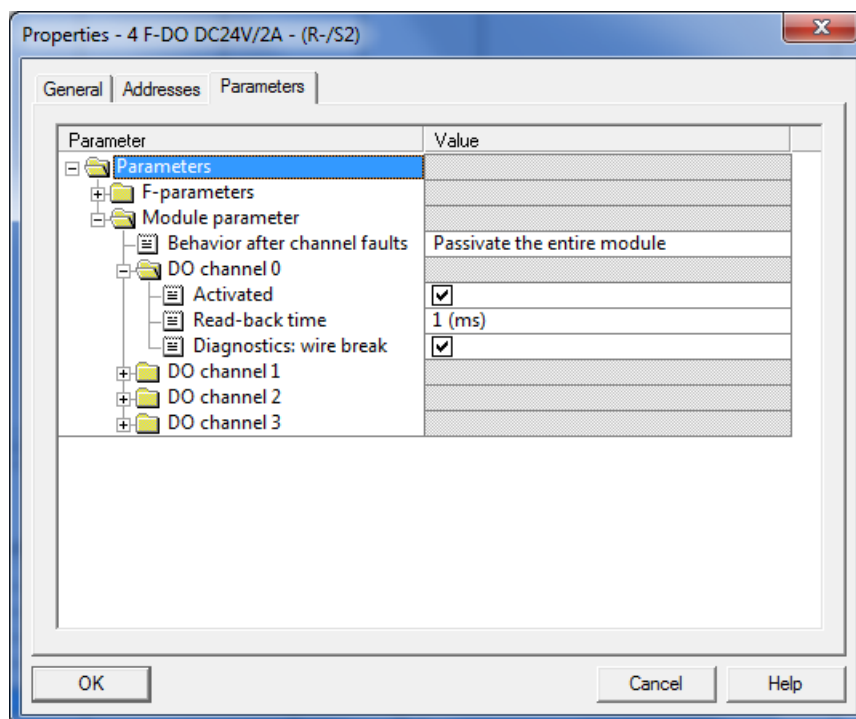 Properties - 4 F-DO DC24V/2A - (R-/S2)
General Addresses Parameters
Parameter Value
Parameters
F-parameters
Module parameter
Behavior after channel faults Passivate the entire module
DO channel 0
Activated
Read-back time 1 (ms)
Diagnostics: wire break
DO channel 1
DO channel 2
DO channel 3
OK Cancel Help